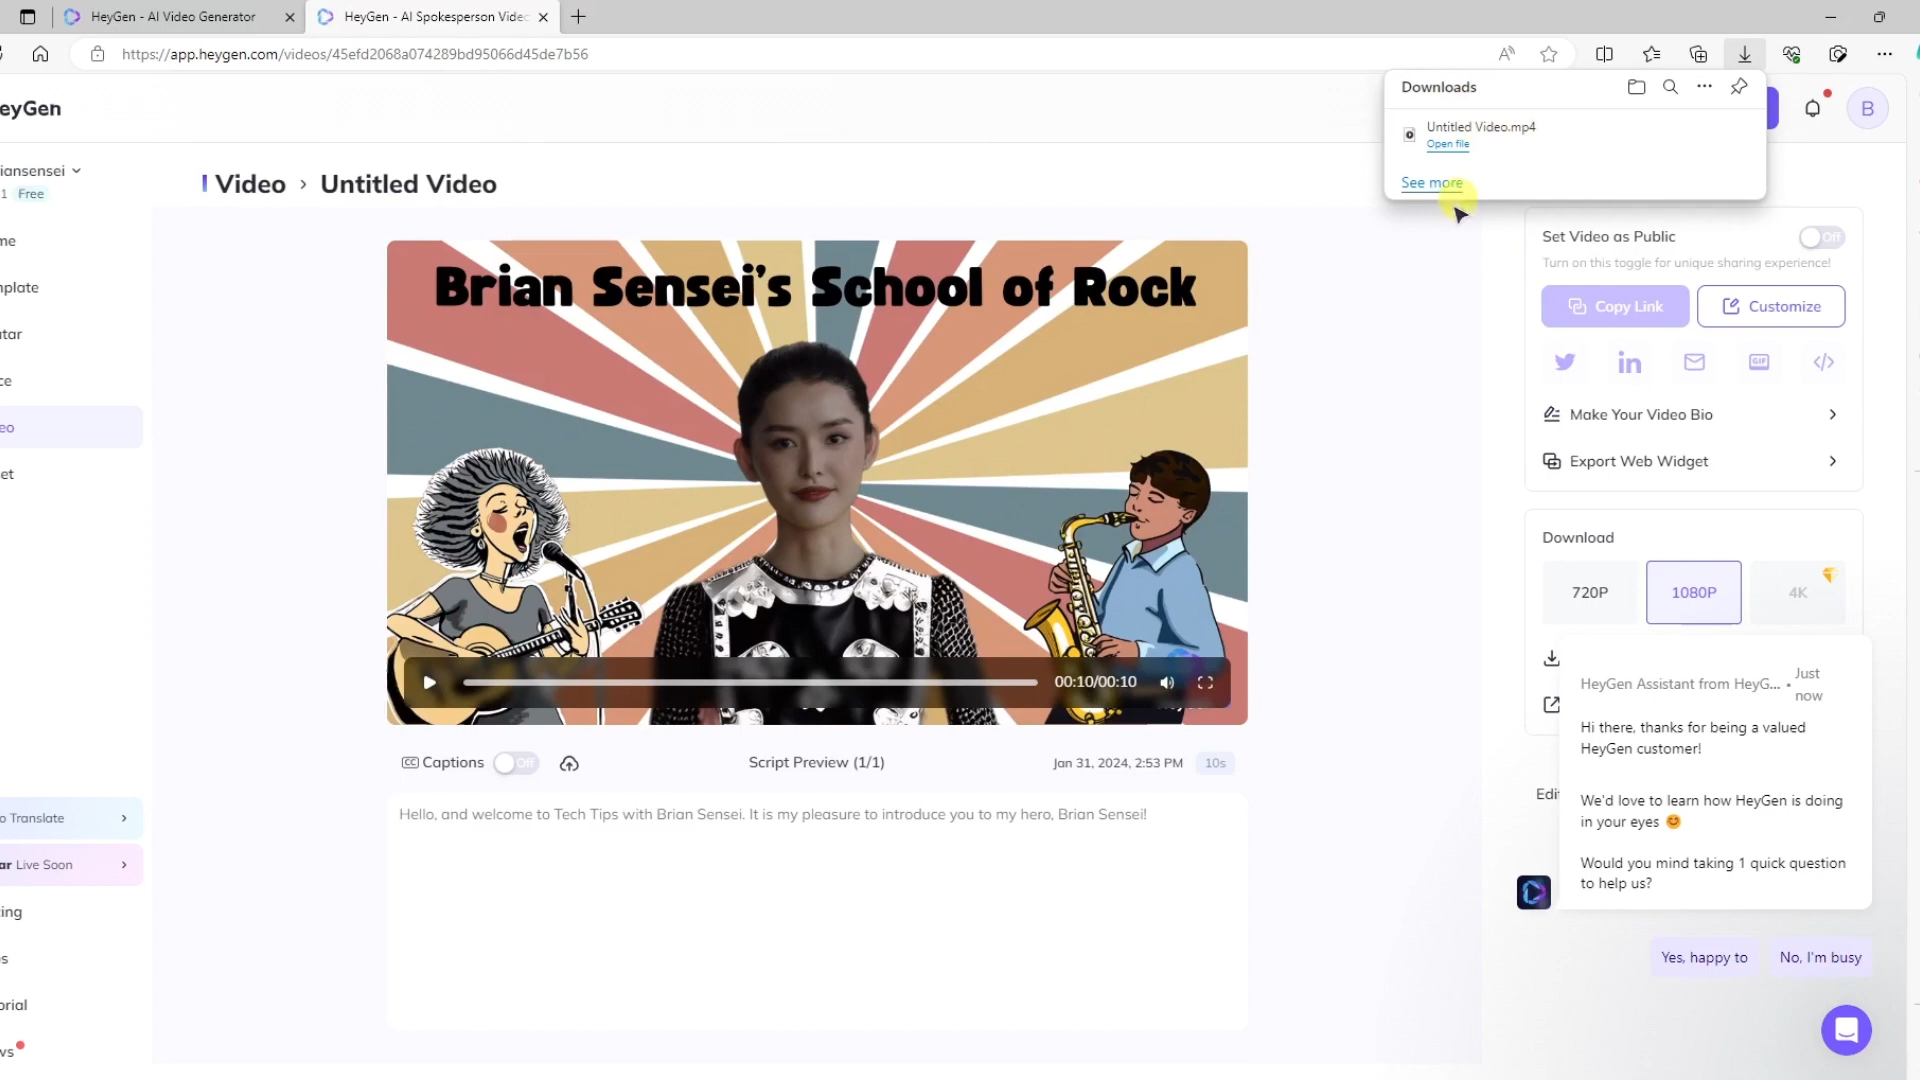 HeyGen - AI Video Generator
HeyGen - AI Spokesperson Video
https://app.heygen.com/videos/45efd2068a074289bd95066d45de7b56
Downloads
Untitled Video.mp4
Open file
See more
eyGen
B
iansensei
1 Free
Video › Untitled Video
me
mplate
tar
ce
eo
et
o Translate
ar Live Soon
ing
s
orial
ws
Brian Sensei's School of Rock
00:10/00:10
CC Captions Off
Script Preview (1/1)
Jan 31, 2024, 2:53 PM 10s
Hello, and welcome to Tech Tips with Brian Sensei. It is my pleasure to introduce you to my hero, Brian Sensei!
Set Video as Public Off
Turn on this toggle for unique sharing experience!
Copy Link
Customize
GIF
Make Your Video Bio
Export Web Widget
Download
720P
1080P
4K
HeyGen Assistant from HeyG... • Just now
Hi there, thanks for being a valued
HeyGen customer!
We'd love to learn how HeyGen is doing
in your eyes 😊
Would you mind taking 1 quick question
to help us?
Edi
Yes, happy to
No, I'm busy